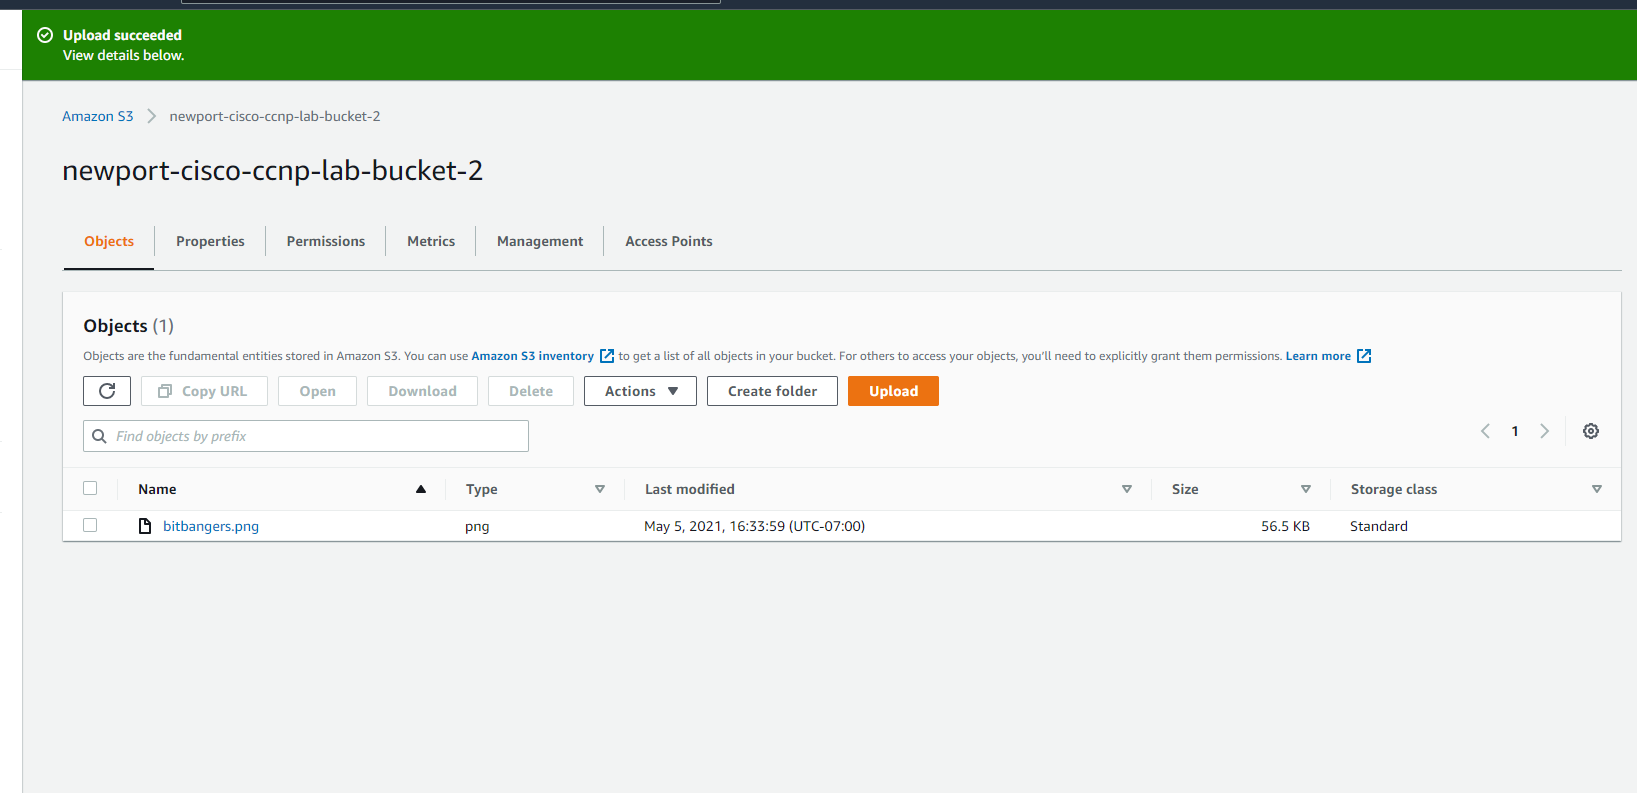 Upload succeeded
View details below.
Amazon S3 newport-cisco-ccnp-lab-bucket-2
newport-cisco-ccnp-lab-bucket-2
Objects Properties Permissions Metrics Management Access Points
Objects (1)
Objects are the fundamental entities stored in Amazon S3. You can use Amazon S3 inventory to get a list of all objects in your bucket. For others to access your objects, you'll need to explicitly grant them permissions. Learn more
Copy URL Open Download Delete Actions Create folder Upload
Find objects by prefix 1
Name Type Last modified Size Storage class
bitbangers.png png May 5, 2021, 16:33:59 (UTC-07:00) 56.5 KB Standard